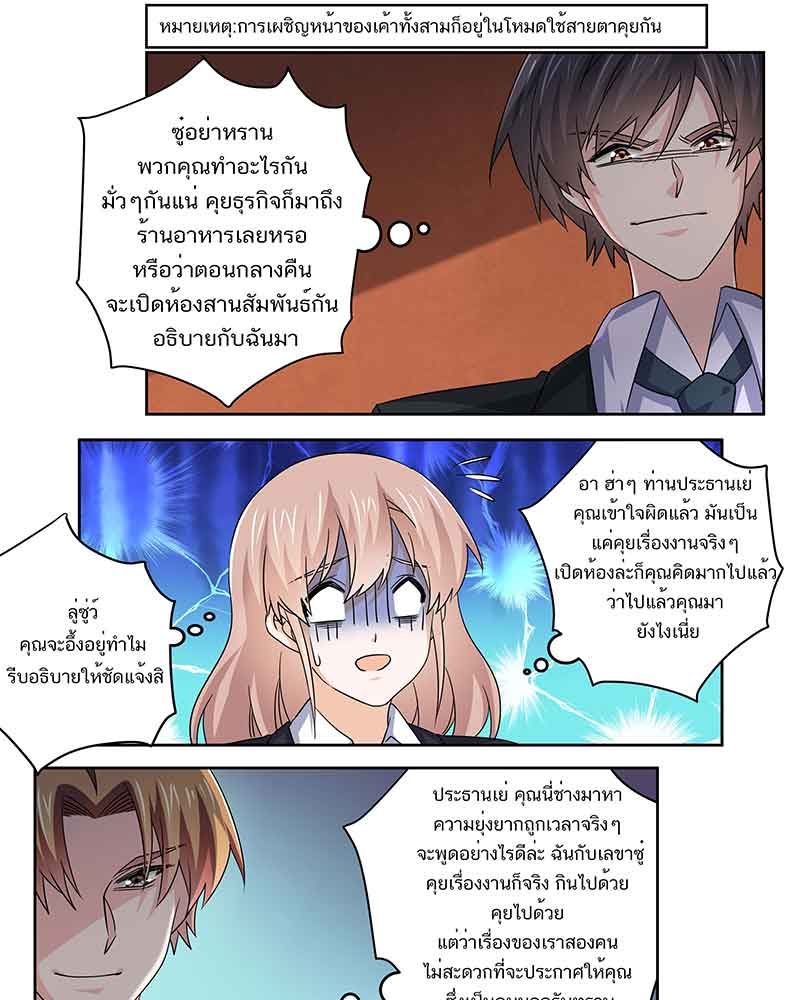 หมายเหตุ:การเผชิญหน้าของเค้าทั้งสามก็อยู่ในโหมดใช้สายตาคุยกัน
ซู่อย่าหราน
พวกคุณทำอะไรกัน
มั่วๆกันแน่ คุยธุรกิจก็มาถึง
ร้านอาหารเลยหรอ
หรือว่าตอนกลางคืน
จะเปิดห้องสานสัมพันธ์กัน
อธิบายกับฉันมา
อา ฮ่าๆ ท่านประธานเย่
คุณเข้าใจผิดแล้ว มันเป็น
แค่คุยเรื่องงานจริงๆ
เปิดห้องล่ะก็คุณคิดมากไปแล้ว
ว่าไปแล้วคุณมา
ยังไงเนี่ย
ลู่ซู่ว์
คุณจะอึ้งอยู่ทำไม
รีบอธิบายให้ชัดแจ้งสิ
ประธานเย่ คุณนี่ช่างมาหา
ความยุ่งยากถูกเวลาจริงๆ
จะพูดอย่างไรดีล่ะ ฉันกับเลขาซู่
คุยเรื่องงานก็จริง กินไปด้วย
คุยไปด้วย
แต่ว่าเรื่องของเราสองคน
ไม่สะดวกที่จะประกาศให้คุณ